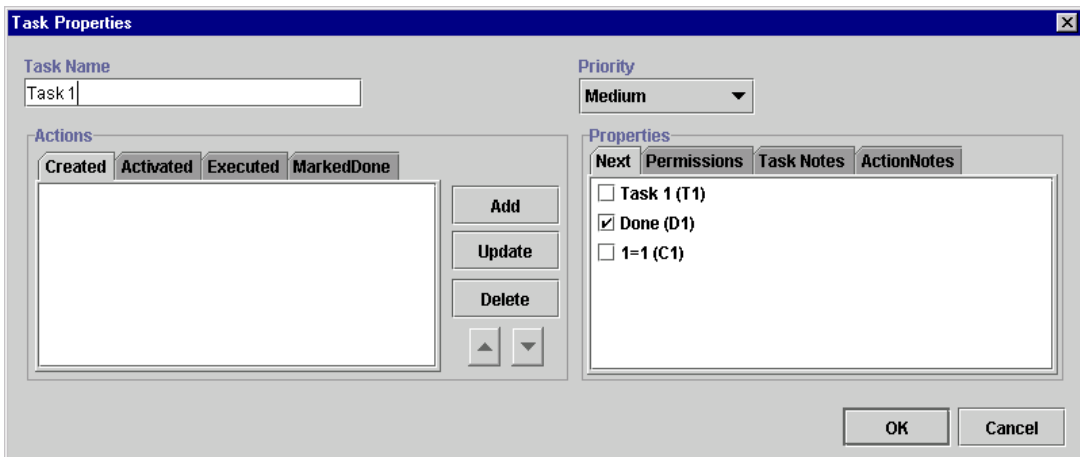 Task Properties
Task Name
Priority
Task 1
Medium
Actions
Properties
Created Activated Executed MarkedDone
Next Permissions Task Notes ActionNotes
Task 1 (T1)
Done (D1)
1=1 (C1)
Add
Update
Delete
OK Cancel